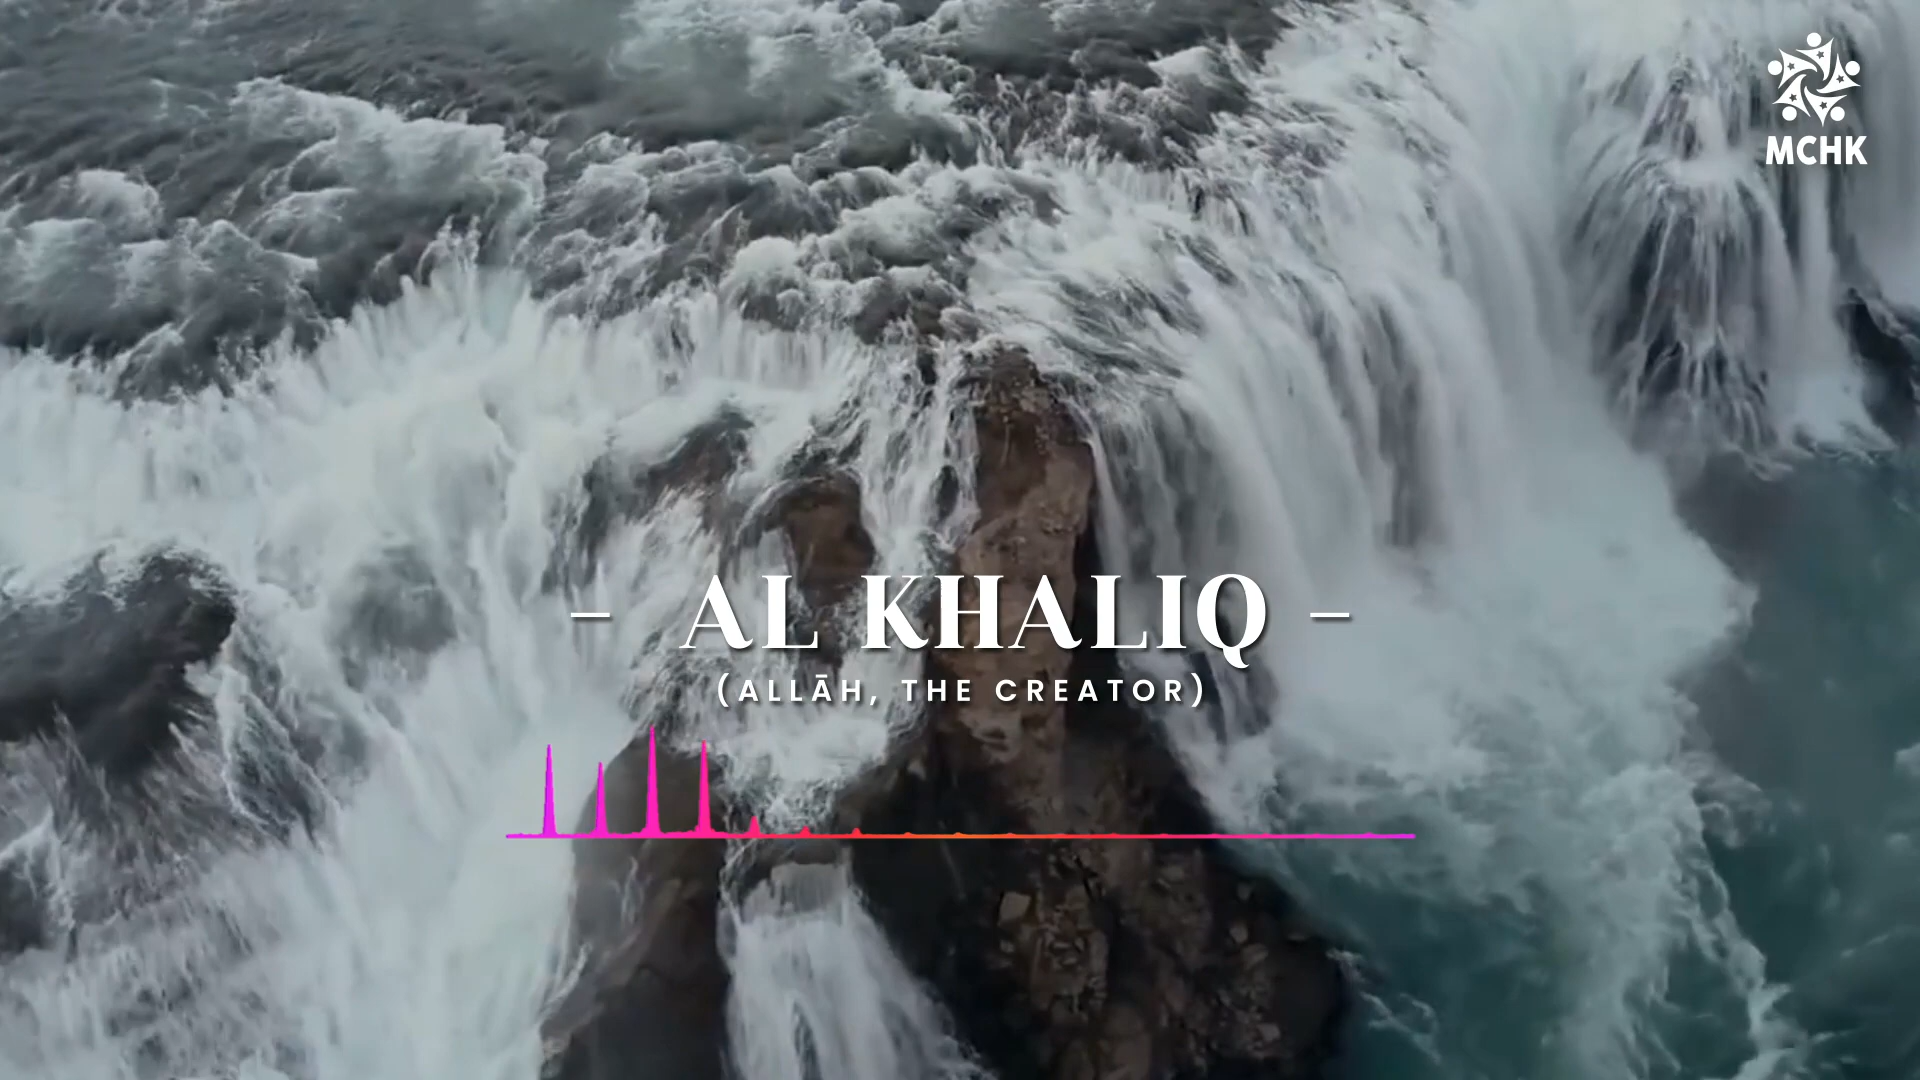 MCHK
- AL KHALIQ -
(ALLĀH, THE CREATOR)